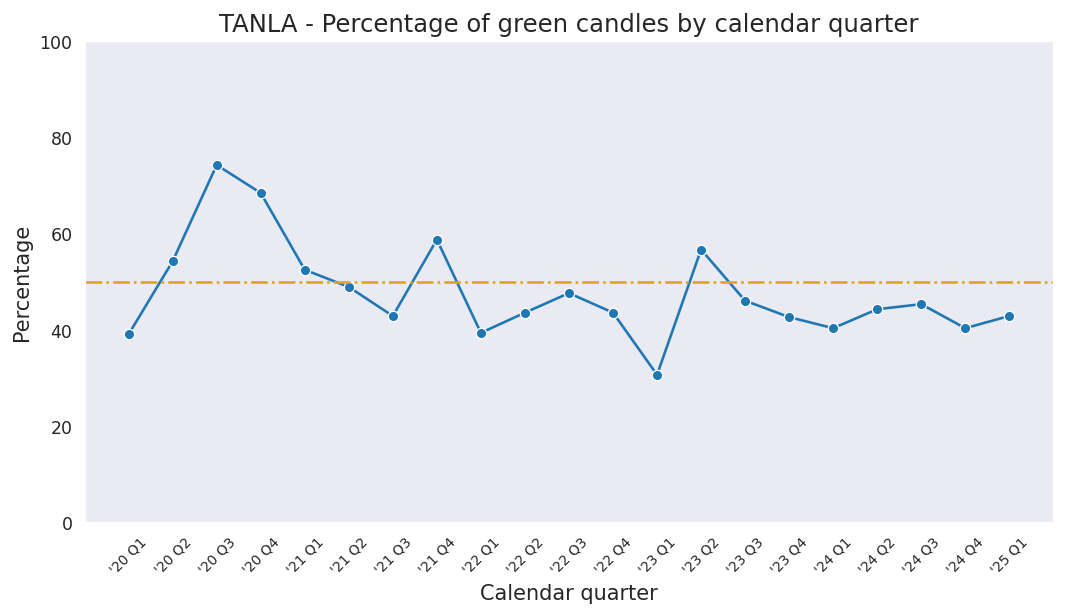 TANLA - Percentage of green candles by calendar quarter
Percentage
100
80
60
40
20
0
'20 Q1
'20 Q2
'20 Q3
'20 Q4
'21 Q1
'21 Q2
'21 Q3
'21 Q4
'22 Q1
'22 Q2
'22 Q3
'22 Q4
'23 Q1
'23 Q2
'23 Q3
'23 Q4
'24 Q1
'24 Q2
'24 Q3
'24 Q4
'25 Q1
Calendar quarter